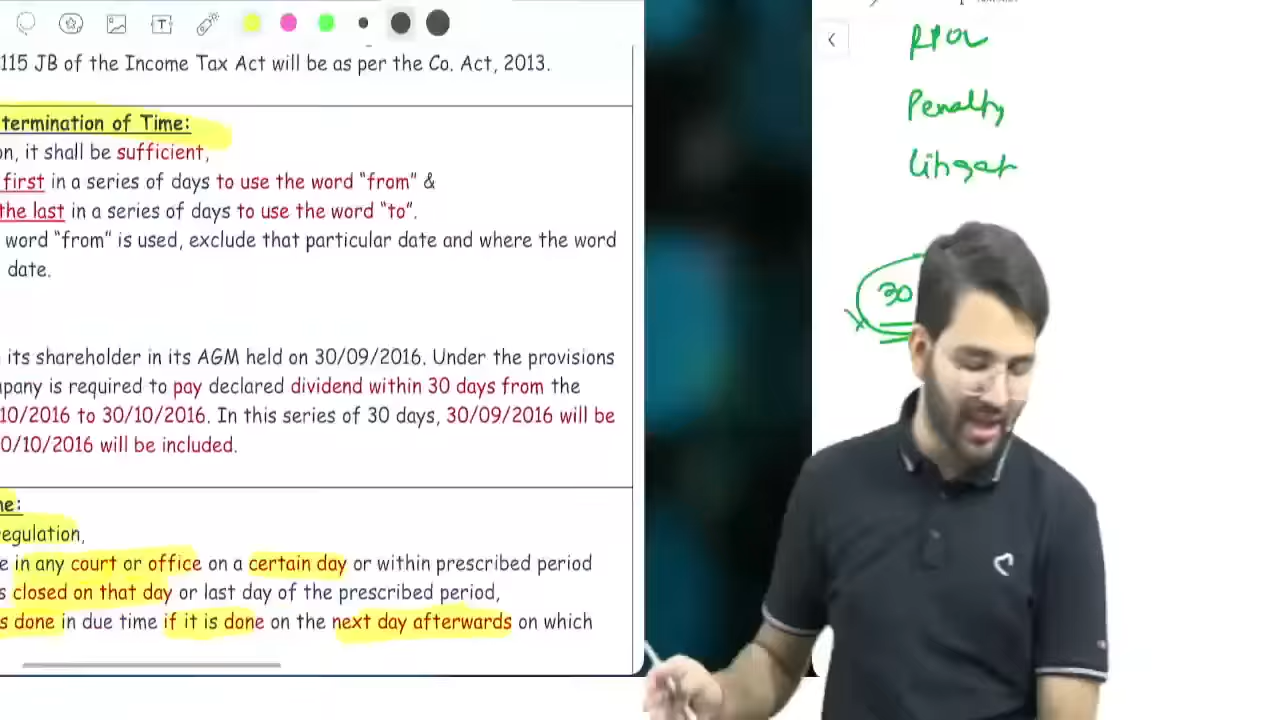 115 JB of the Income Tax Act will be as per the Co. Act, 2013.
termination of Time:
on, it shall be sufficient,
first in a series of days to use the word “from” &
the last in a series of days to use the word “to”.
word “from” is used, exclude that particular date and where the word
date.
its shareholder in its AGM held on 30/09/2016. Under the provisions
mpany is required to pay declared dividend within 30 days from the
10/2016 to 30/10/2016. In this series of 30 days, 30/09/2016 will be
0/10/2016 will be included.
me:
regulation,
e in any court or office on a certain day or within prescribed period
s closed on that day or last day of the prescribed period,
s done in due time if it is done on the next day afterwards on which
Penalty
Litigat
30